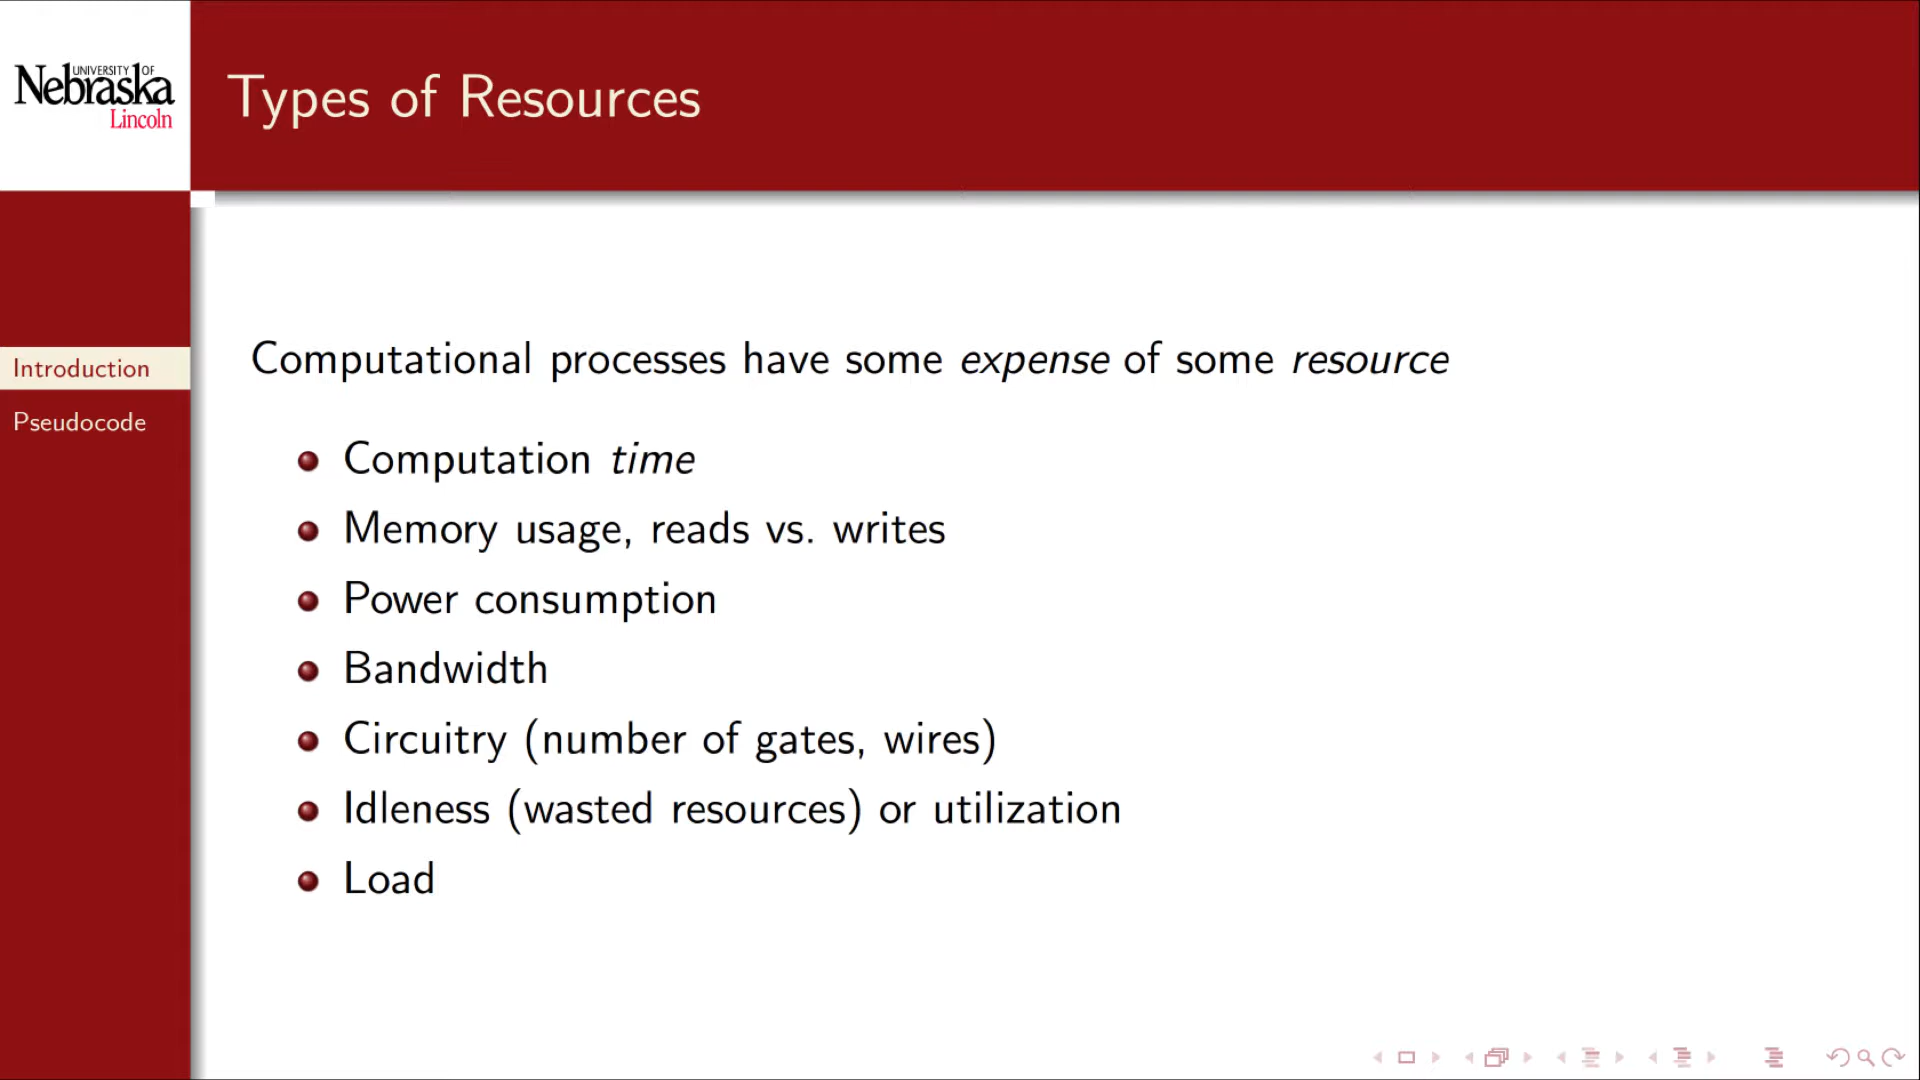 UNIVERSITY OF
Nebraska
Lincoln
Types of Resources
Introduction
Pseudocode
Computational processes have some expense of some resource
Computation time
Memory usage, reads vs. writes
Power consumption
Bandwidth
Circuitry (number of gates, wires)
Idleness (wasted resources) or utilization
Load